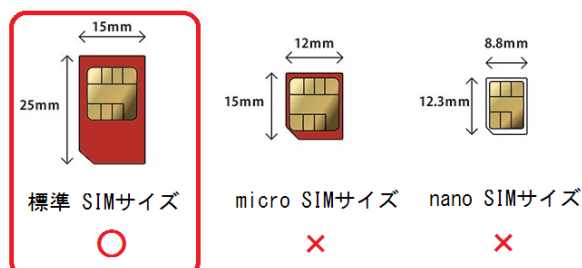 15mm
25mm
標準 SIMサイズ
○
12mm
15mm
micro SIMサイズ
×
8.8mm
12.3mm
nano SIMサイズ
×